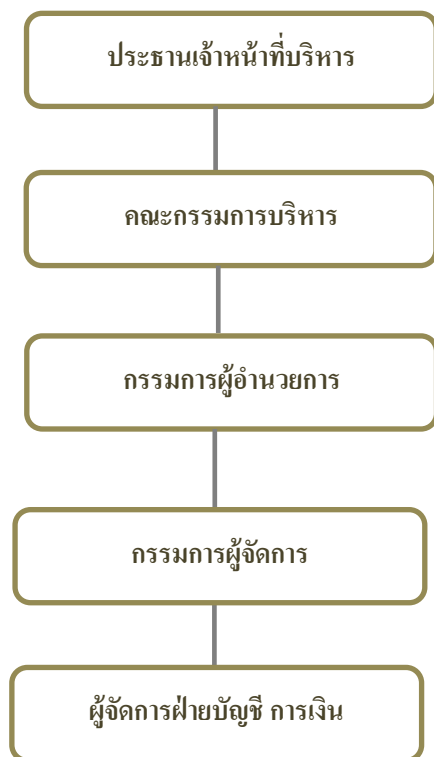 ประธานเจ้าหน้าที่บริหาร
คณะกรรมการบริหาร
กรรมการผู้อำนวยการ
กรรมการผู้จัดการ
ผู้จัดการฝ่ายบัญชี การเงิน